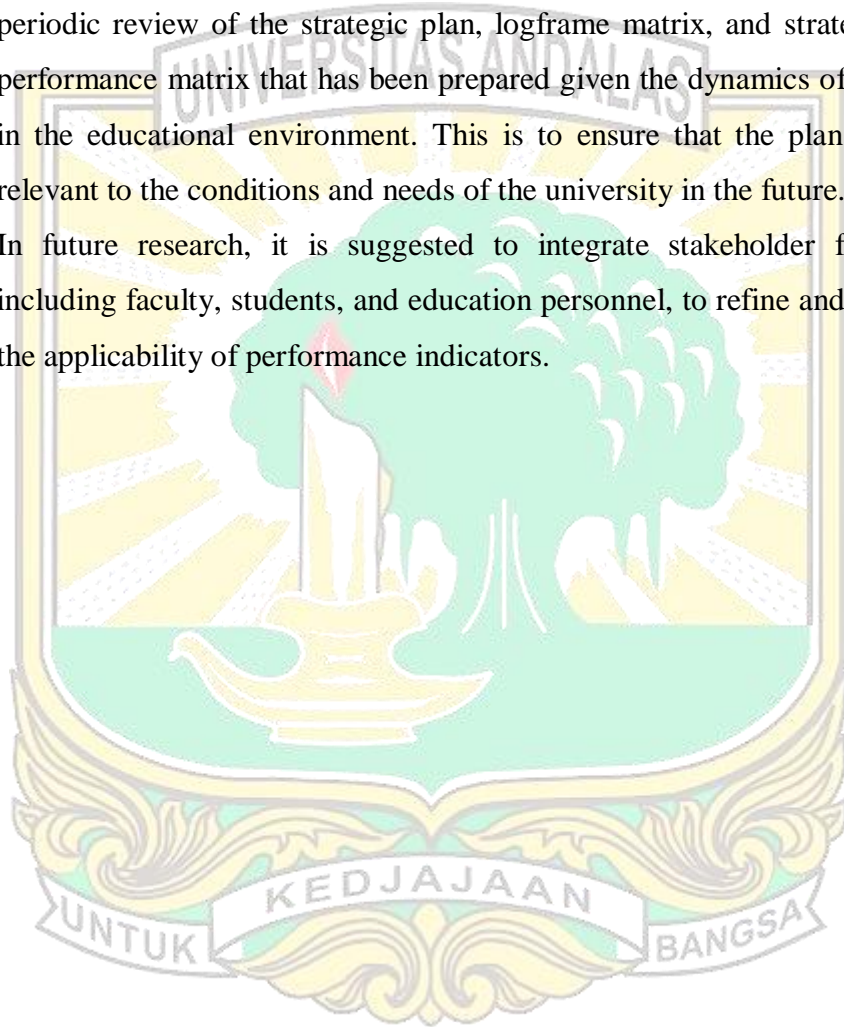 periodic review of the strategic plan, logframe matrix, and strate
performance matrix that has been prepared given the dynamics of
in the educational environment. This is to ensure that the plan
relevant to the conditions and needs of the university in the future.
In future research, it is suggested to integrate stakeholder f
including faculty, students, and education personnel, to refine and
the applicability of performance indicators.
UNIVERSITAS ANDALAS
UNTUK KEDJAJAAN BANGSA